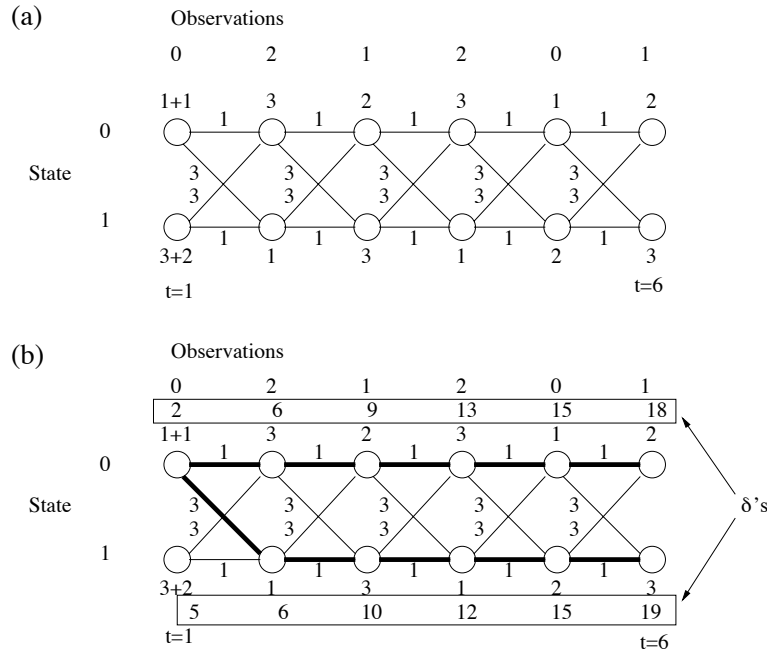 (a)
Observations
0 2 1 2 0 1
1+1 3 2 3 1 2
0 1 1 1 1 1
State 3 3 3 3 3
3 3 3 3 3
1
1 1 1 1 1
3+2 1 3 1 2 3
t=1 t=6
(b)
Observations
0 2 1 2 0 1
2 6 9 13 15 18
1+1 3 2 3 1 2
0 1 1 1 1 1
State 3 3 3 3 3 δ's
3 3 3 3 3
1
1 1 1 1 1
3+2 1 3 1 2 3
5 6 10 12 15 19
t=1 t=6